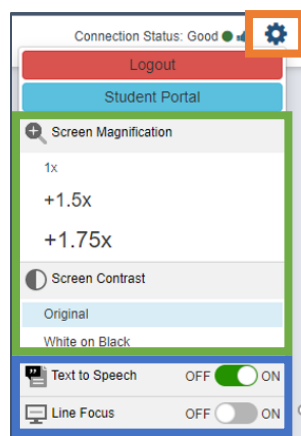 Connection Status: Good
Logout
Student Portal
Screen Magnification
1x
+1.5x
+1.75x
Screen Contrast
Original
White on Black
Text to Speech OFF ON
Line Focus OFF ON